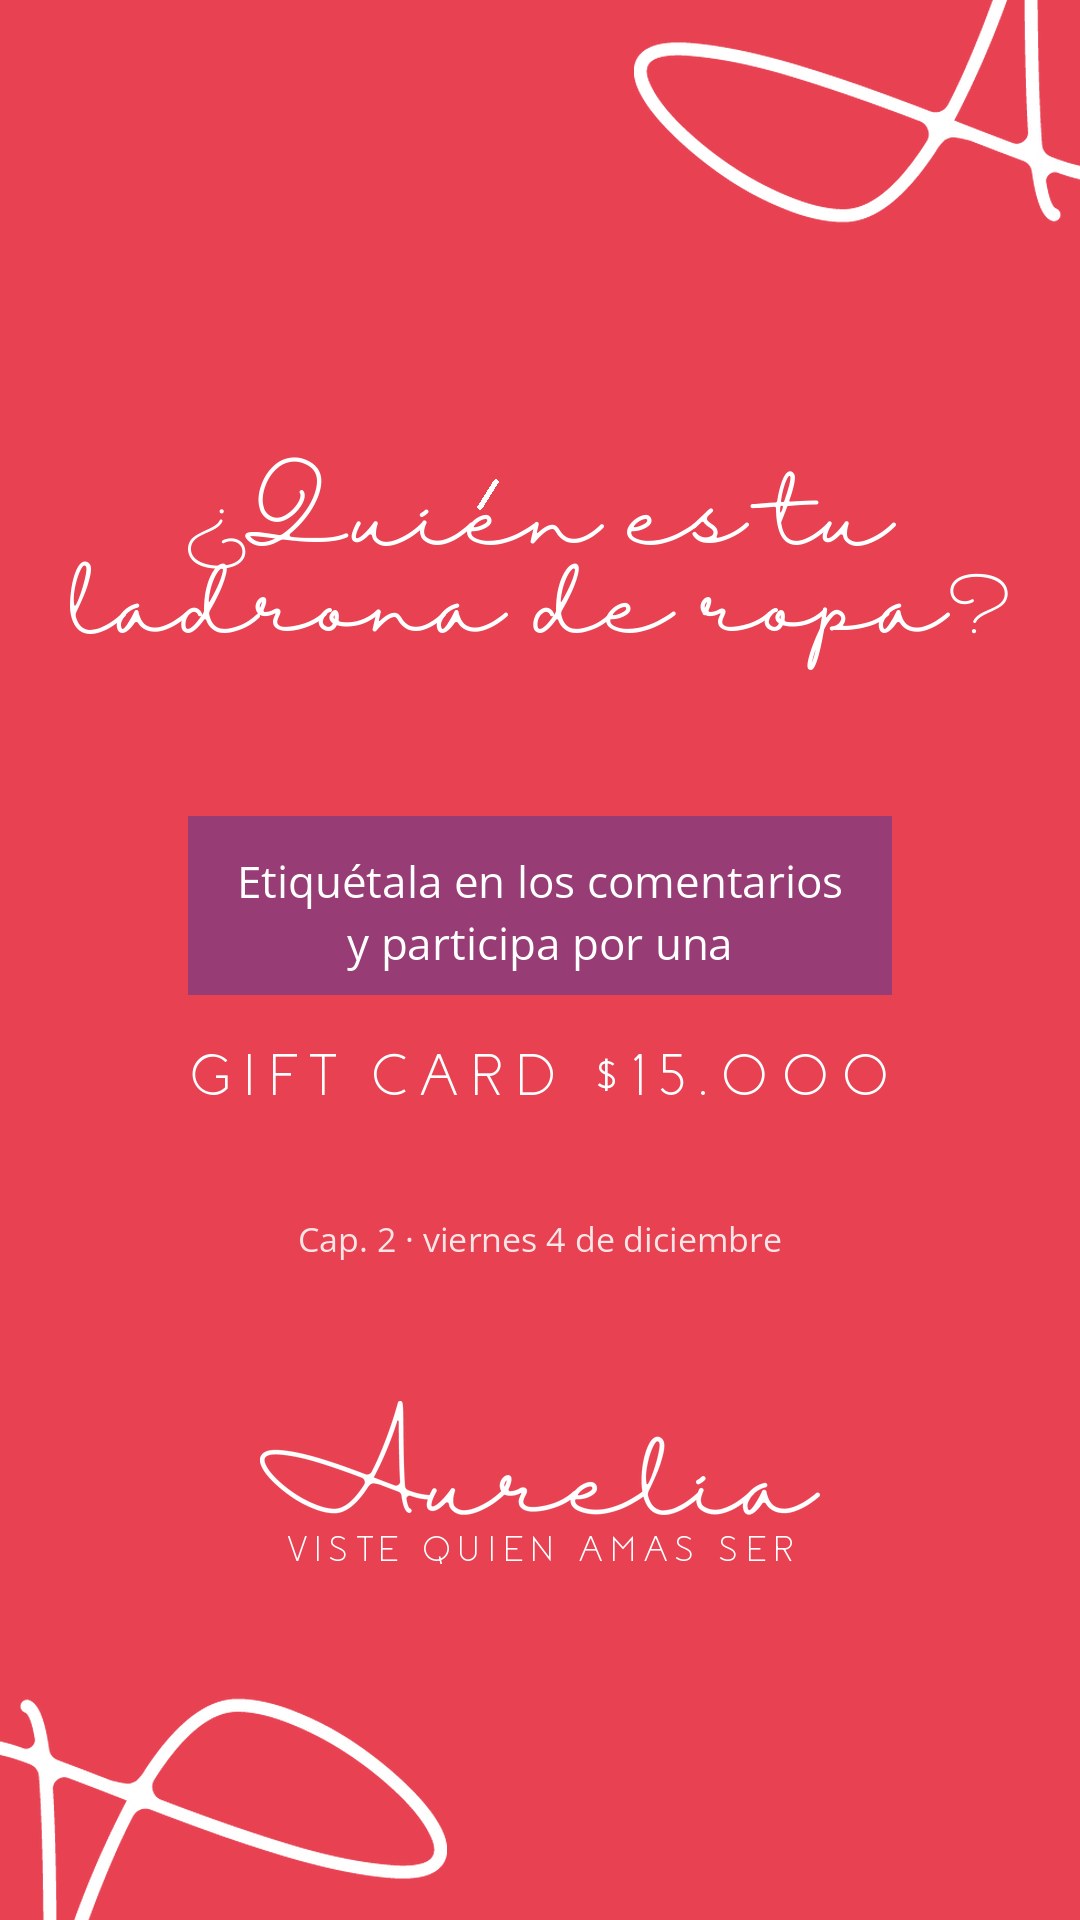 ¿Quién es tu
ladrona de ropa?
Etiquétala en los comentarios
y participa por una
GIFT CARD $15.000
Cap. 2 · viernes 4 de diciembre
Aurelia
VISTE QUIEN AMAS SER